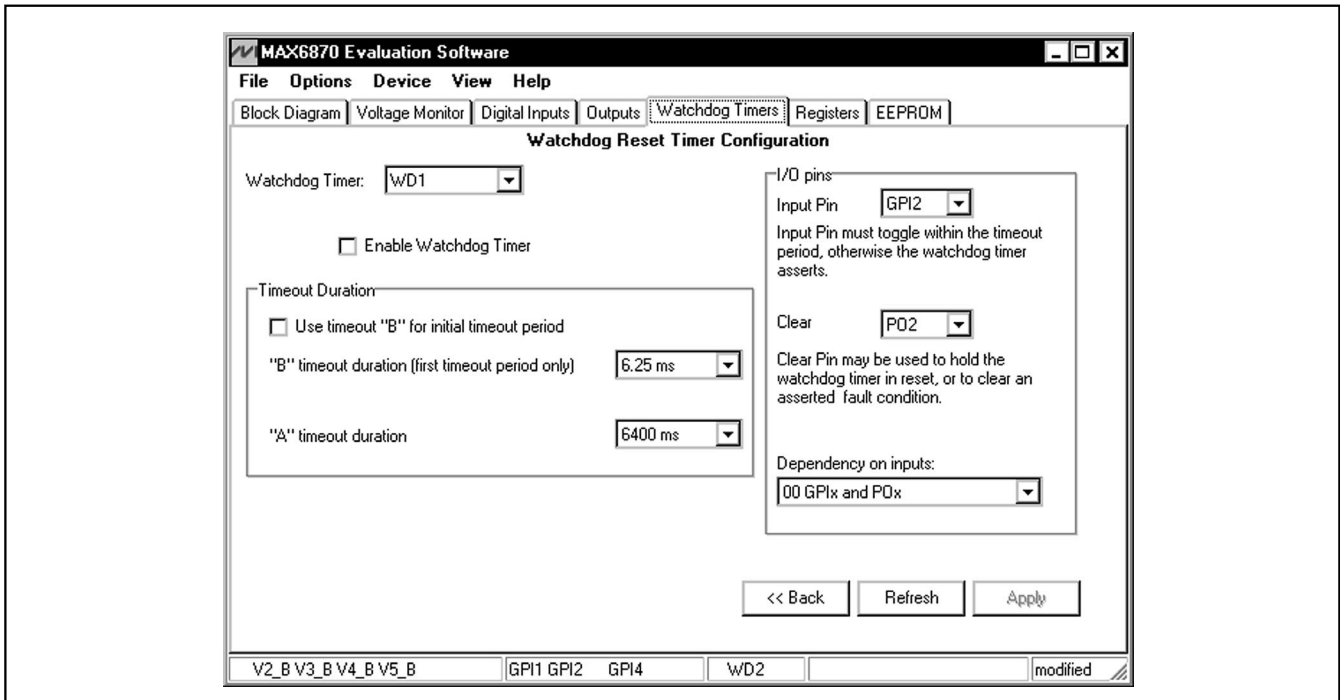 MAX6870 Evaluation Software
File Options Device View Help
Block Diagram Voltage Monitor Digital Inputs Outputs Watchdog Timers Registers EEPROM
Watchdog Reset Timer Configuration
Watchdog Timer: WD1
Enable Watchdog Timer
Timeout Duration
Use timeout "B" for initial timeout period
"B" timeout duration (first timeout period only) 6.25 ms
"A" timeout duration 6400 ms
I/O pins
Input Pin GPI2
Input Pin must toggle within the timeout
period, otherwise the watchdog timer
asserts.
Clear PO2
Clear Pin may be used to hold the
watchdog timer in reset, or to clear an
asserted fault condition.
Dependency on inputs:
00 GPIx and POx
<< Back Refresh Apply
V2_B V3_B V4_B V5_B GPI1 GPI2 GPI4 WD2 modified